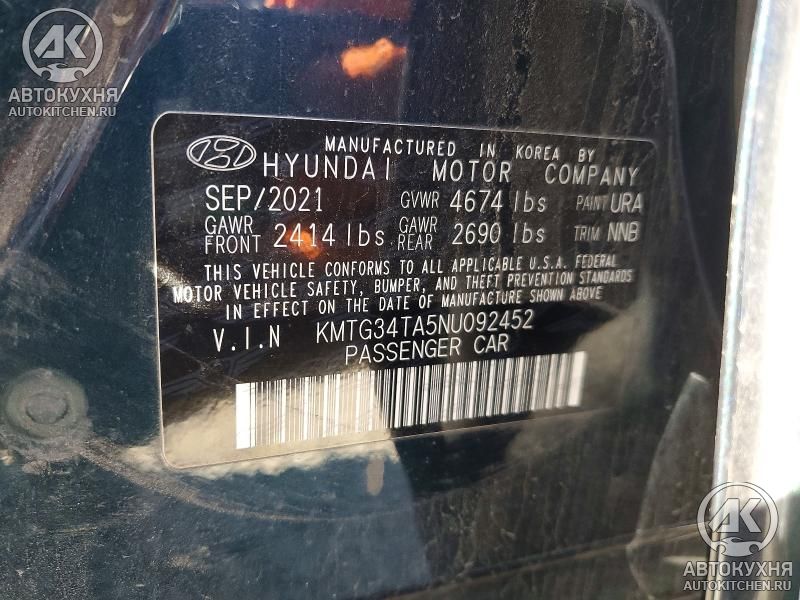 АВТОКУХНЯ
AUTOKITCHEN.RU
MANUFACTURED IN KOREA BY
HYUNDAI MOTOR COMPANY
SEP/2021 GVWR 4674 lbs PAINT URA
GAWR FRONT 2414 lbs GAWR REAR 2690 lbs TRIM NNB
THIS VEHICLE CONFORMS TO ALL APPLICABLE U.S.A. FEDERAL
MOTOR VEHICLE SAFETY, BUMPER, AND THEFT PREVENTION STANDARDS
IN EFFECT ON THE DATE OF MANUFACTURE SHOWN ABOVE.
V.I.N KMTG34TA5NU092452
PASSENGER CAR
АВТОКУХНЯ
AUTOKITCHEN.RU